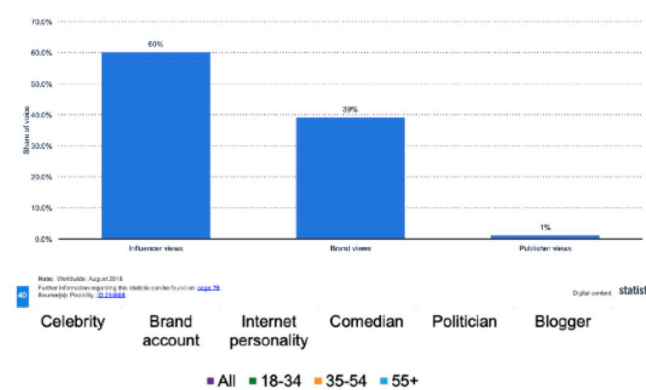 70.0%
60.0%
50.0%
40.0%
30.0%
20.0%
10.0%
0.0%
Share of voice
60%
39%
1%
Influencer views
Brand views
Publisher views
Note: Worldwide; August 2018
Further information regarding this statistic can be found on page 79.
Source(s): Pixability;
40
Digital content
statist
Celebrity
Brand
account
Internet
personality
Comedian
Politician
Blogger
All 18-34 35-54 55+